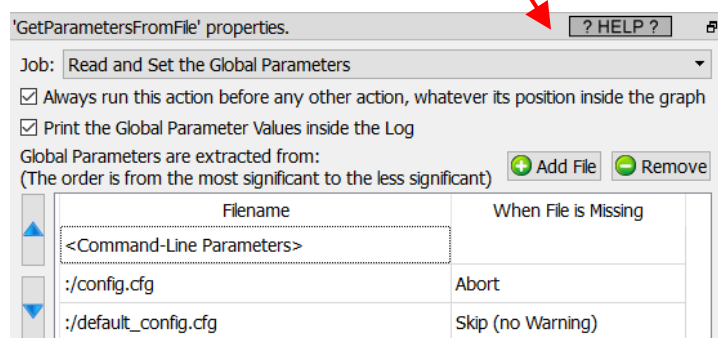 'GetParametersFromFile' properties. ? HELP ?
Job: Read and Set the Global Parameters
Always run this action before any other action, whatever its position inside the graph
Print the Global Parameter Values inside the Log
Global Parameters are extracted from:
(The order is from the most significant to the less significant) Add File Remove
Filename When File is Missing
<Command-Line Parameters>
:/config.cfg Abort
:/default_config.cfg Skip (no Warning)